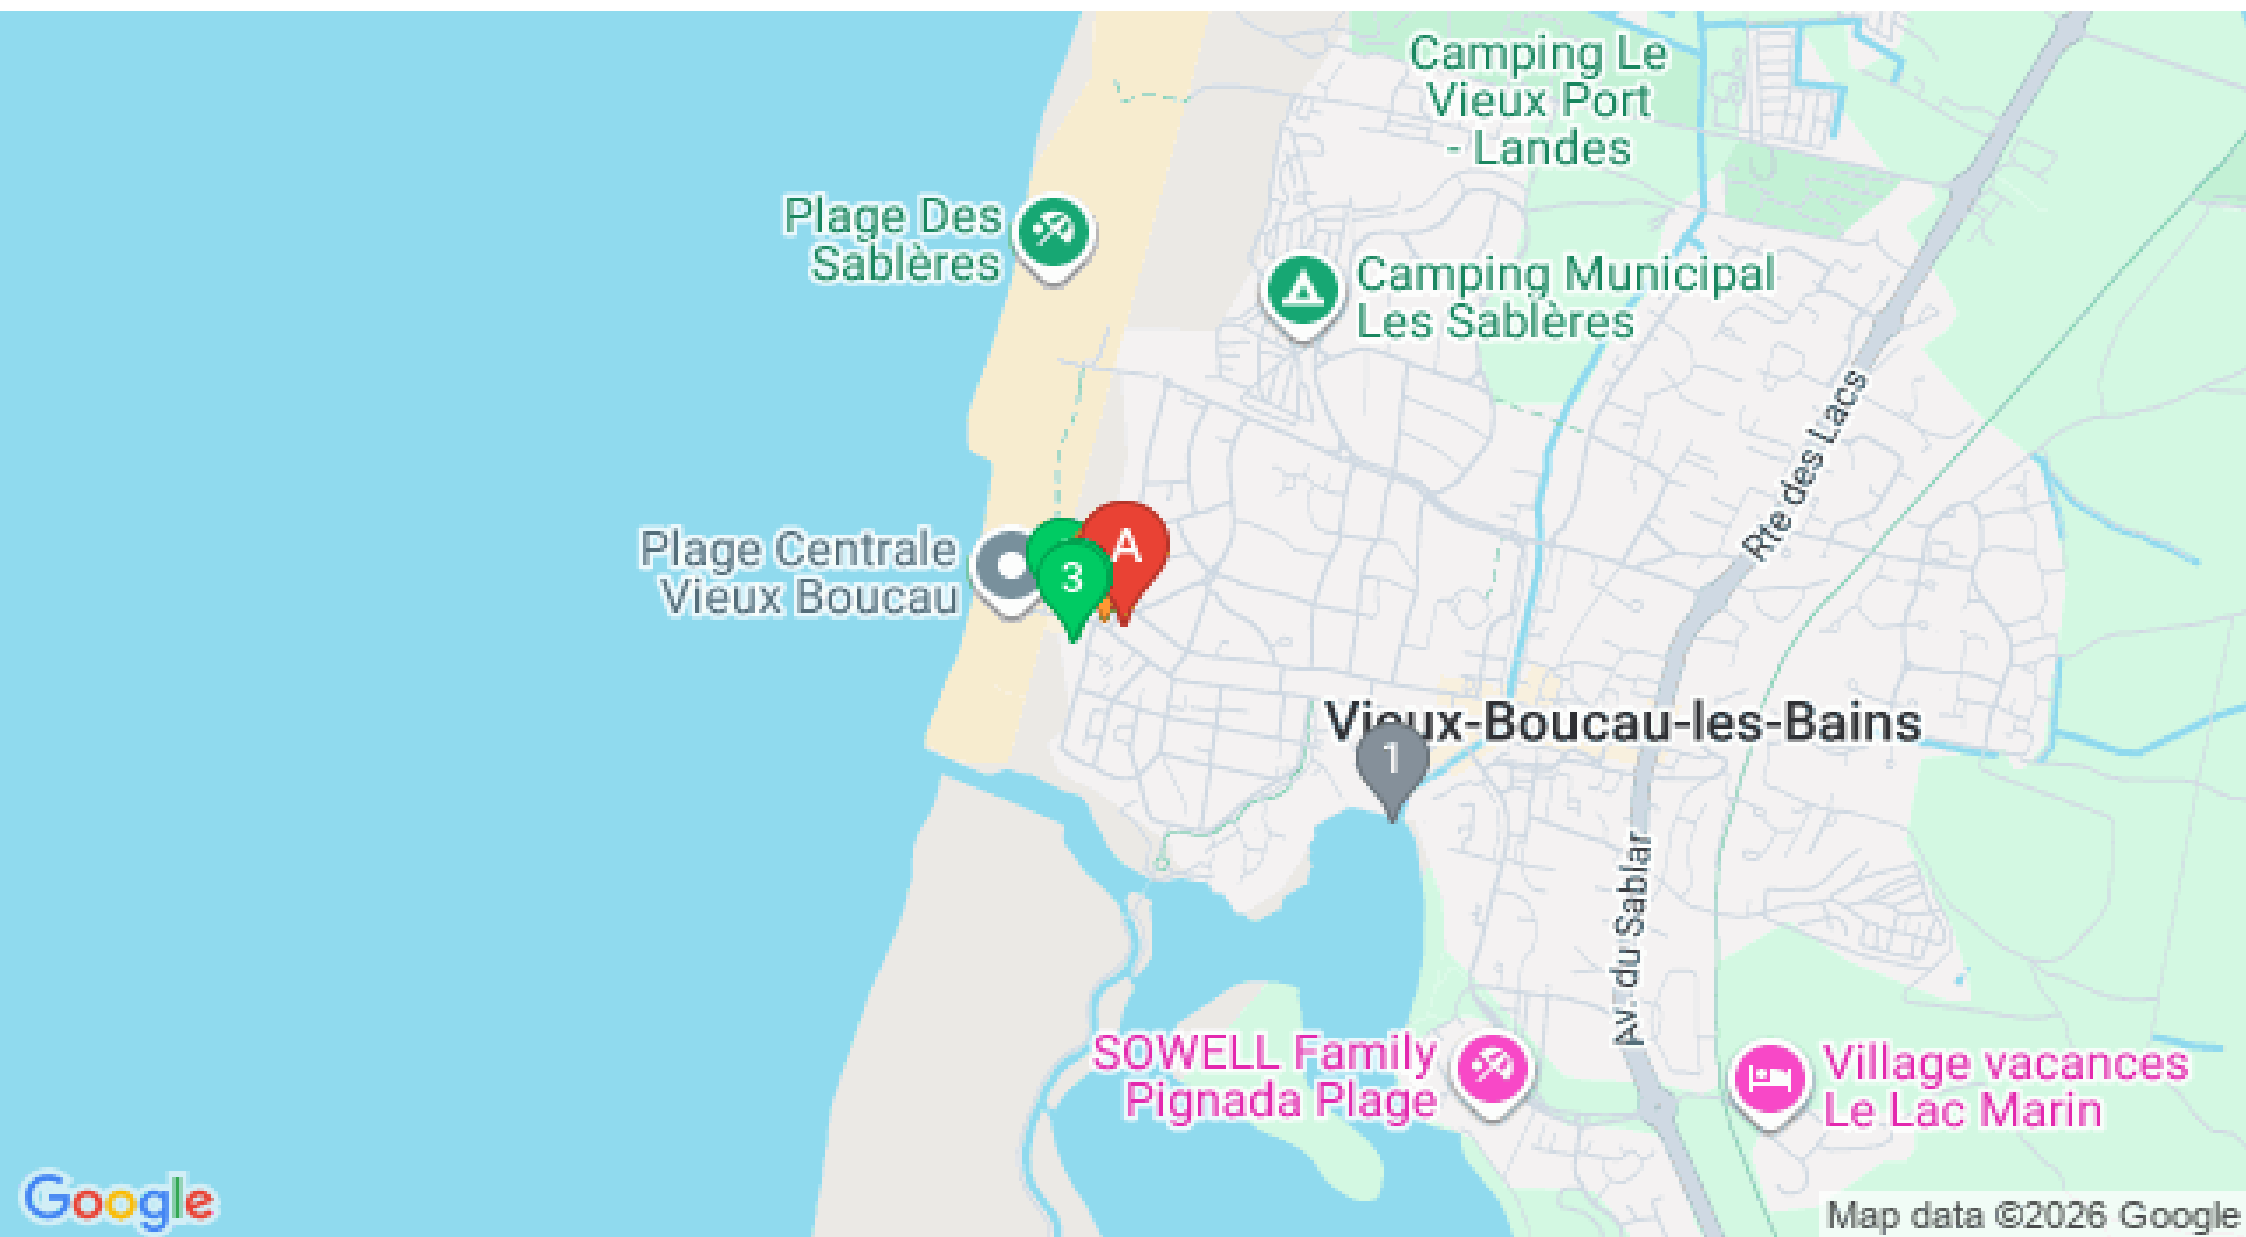 Camping Le
Vieux Port
- Landes
Plage Des
Sablères
Camping Municipal
Les Sablères
Rte des Lacs
Plage Centrale
Vieux Boucau
A
3
Vieux-Boucau-les-Bains
1
Av. du Sablar
SOWELL Family
Pignada Plage
Village vacances
Le Lac Marin
Google
Map data ©2026 Google